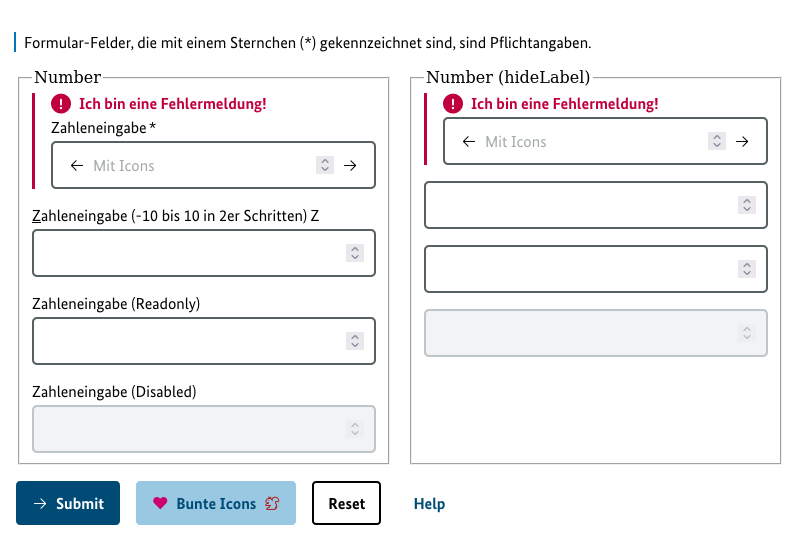 Formular-Felder, die mit einem Sternchen (*) gekennzeichnet sind, sind Pflichtangaben.
Number
Ich bin eine Fehlermeldung!
Zahleneingabe *
Mit Icons
Zahleneingabe (-10 bis 10 in 2er Schritten) Z
Zahleneingabe (Readonly)
Zahleneingabe (Disabled)
Number (hideLabel)
Ich bin eine Fehlermeldung!
Mit Icons
Submit
Bunte Icons
Reset
Help